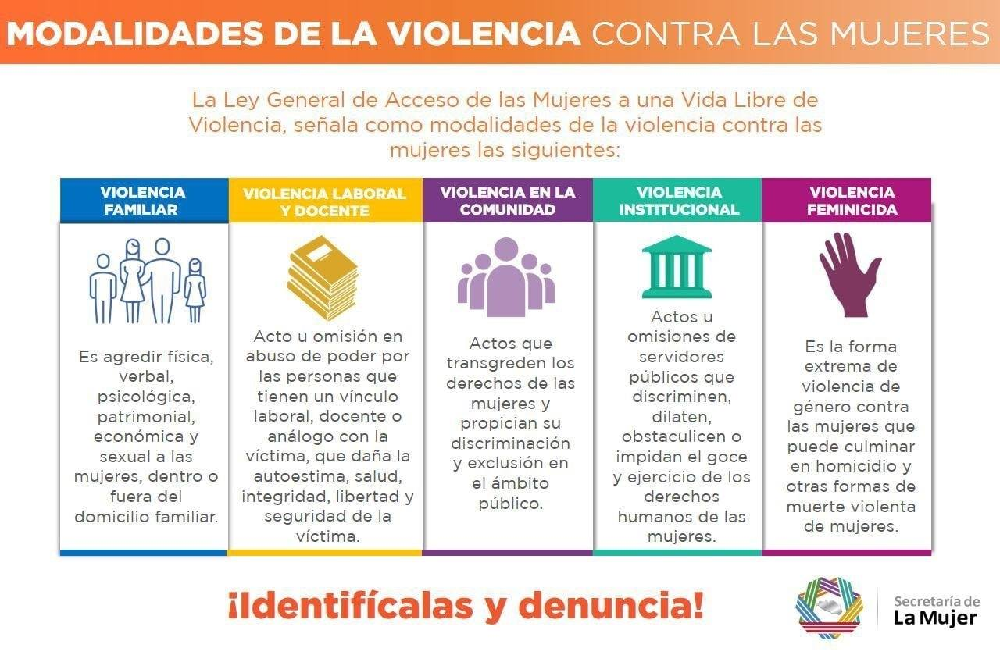 MODALIDADES DE LA VIOLENCIA CONTRA LAS MUJERES
La Ley General de Acceso de las Mujeres a una Vida Libre de
Violencia, señala como modalidades de la violencia contra las
mujeres las siguientes:
VIOLENCIA
FAMILIAR
Es agredir física,
verbal,
psicológica,
patrimonial,
económica y
sexual a las
mujeres, dentro o
fuera del
domicilio familiar.
VIOLENCIA LABORAL
Y DOCENTE
Acto u omisión en
abuso de poder por
las personas que
tienen un vínculo
laboral, docente o
análogo con la
víctima, que daña la
autoestima, salud,
integridad, libertad y
seguridad de la
víctima.
VIOLENCIA EN LA
COMUNIDAD
Actos que
transgreden los
derechos de las
mujeres y
propician su
discriminación
y exclusión en
el ámbito
público.
VIOLENCIA
INSTITUCIONAL
Actos u
omisiones de
servidores
públicos que
discriminen,
dilaten,
obstaculicen o
impidan el goce
y ejercicio de los
derechos
humanos de las
mujeres.
VIOLENCIA
FEMINICIDA
Es la forma
extrema de
violencia de
género contra
las mujeres que
puede culminar
en homicidio y
otras formas de
muerte violenta
de mujeres.
¡Identifícalas y denuncia!
Secretaría de
La Mujer